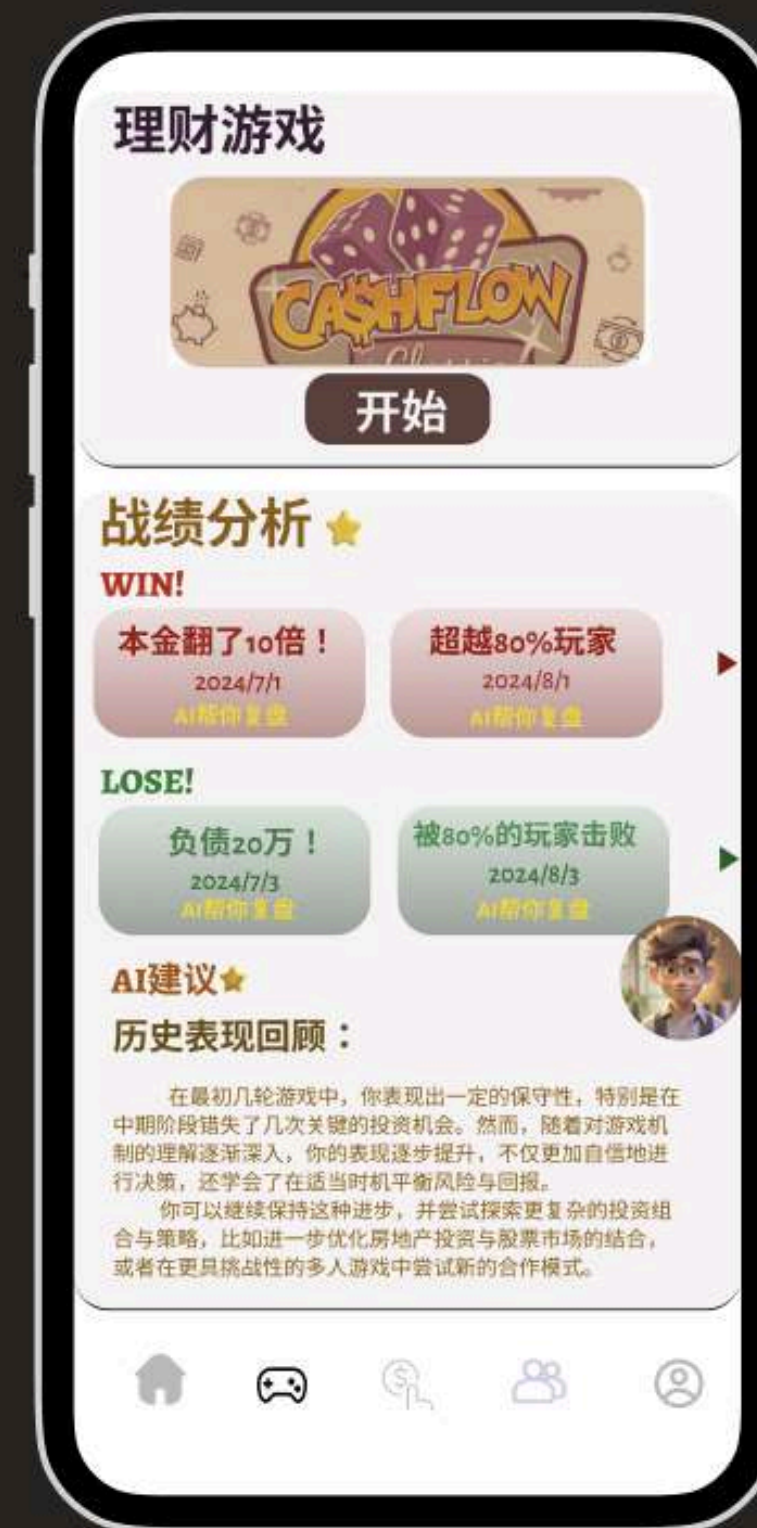 理财游戏
CA$HFLOW
开始
战绩分析
WIN!
本金翻了10倍！
超越80%玩家
2024/7/1
2024/8/1
AI帮你复盘
AI帮你复盘
LOSE!
负债20万！
被80%的玩家击败
2024/7/3
2024/8/3
AI帮你复盘
AI帮你复盘
AI建议
历史表现回顾：
在最初几轮游戏中，你表现出一定的保守性，特别是在
中期阶段错失了几次关键的投资机会。然而，随着对游戏机
制的理解逐渐深入，你的表现逐步提升，不仅更加自信地进
行决策，还学会了在适当时机平衡风险与回报。
你可以继续保持这种进步，并尝试探索更复杂的投资组
合与策略，比如进一步优化房地产投资与股票市场的结合，
或者在更具挑战性的多人游戏中尝试新的合作模式。